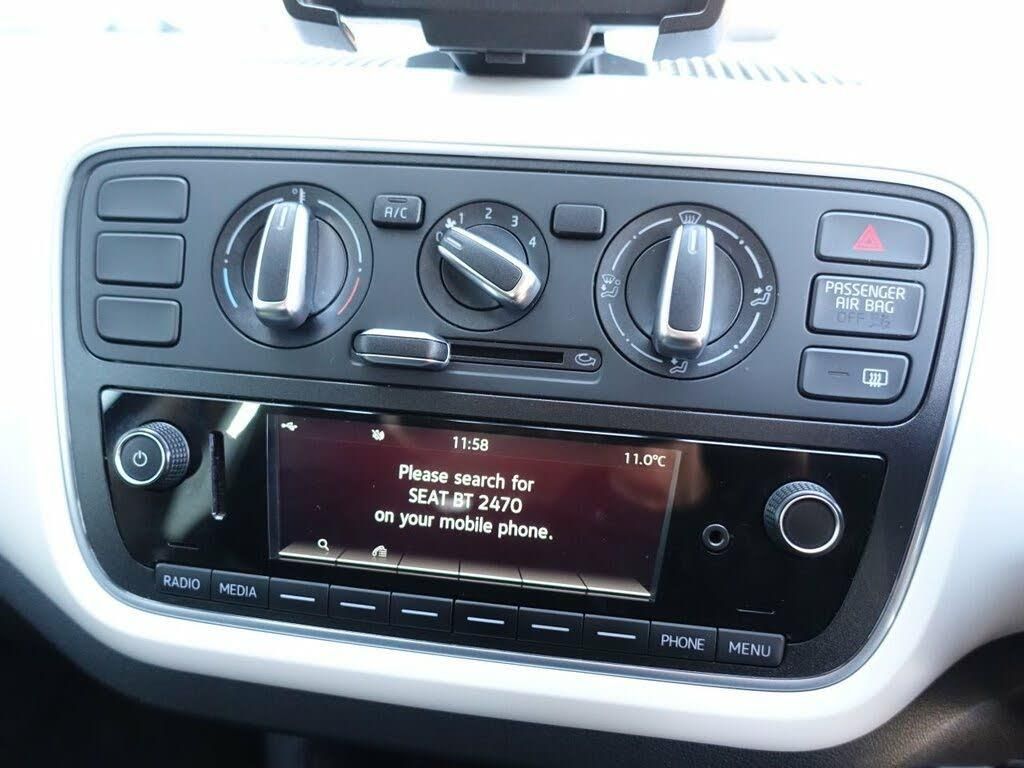 A/C
0 1 2 3 4
PASSENGER
AIR BAG
OFF
11:58
11.0°C
Please search for
SEAT BT 2470
on your mobile phone.
RADIO
MEDIA
PHONE
MENU